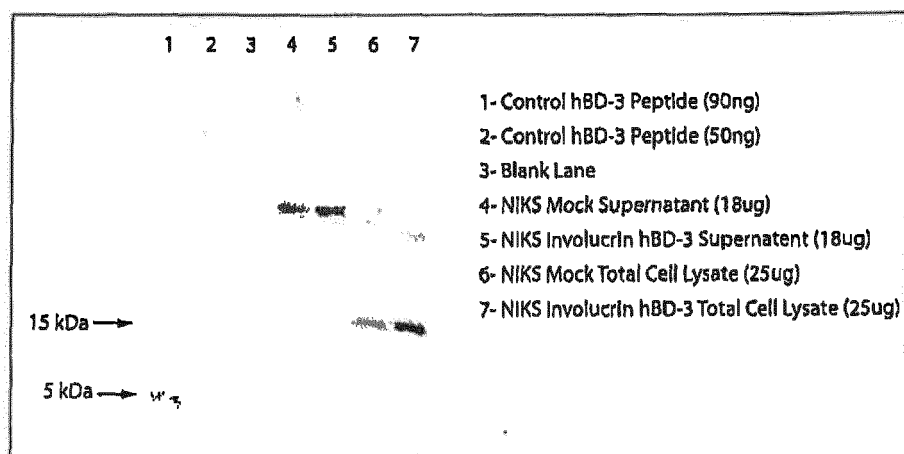 1 2 3 4 5 6 7
1- Control hBD-3 Peptide (90ng)
2- Control hBD-3 Peptide (50ng)
3- Blank Lane
4- NIKS Mock Supernatant (18ug)
5- NIKS Involucrin hBD-3 Supernatent (18ug)
6- NIKS Mock Total Cell Lysate (25ug)
7- NIKS Involucrin hBD-3 Total Cell Lysate (25ug)
15 kDa
5 kDa